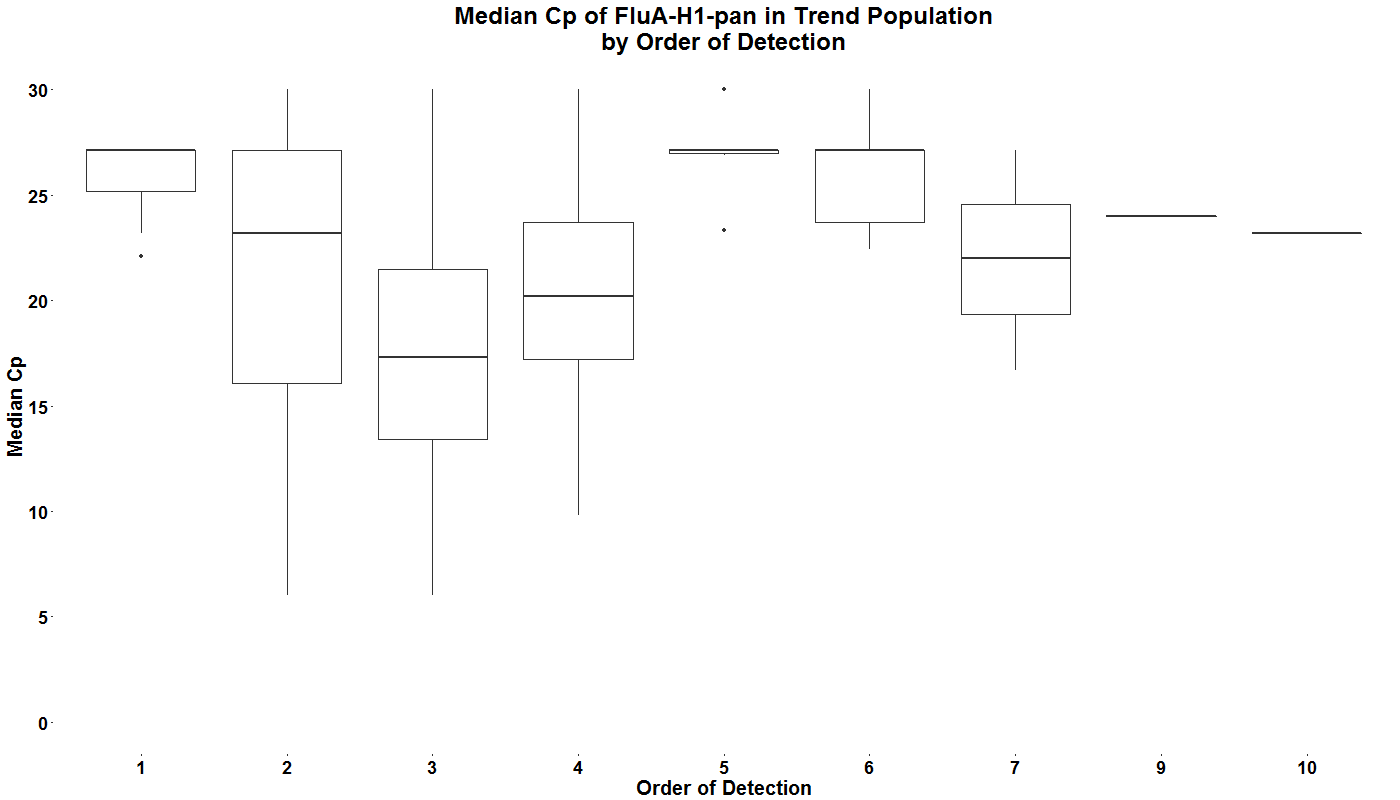 Median Cp of FluA-H1-pan in Trend Population
by Order of Detection
30
25
20
15
10
5
0
Median Cp
1 2 3 4 5 6 7 9 10
Order of Detection